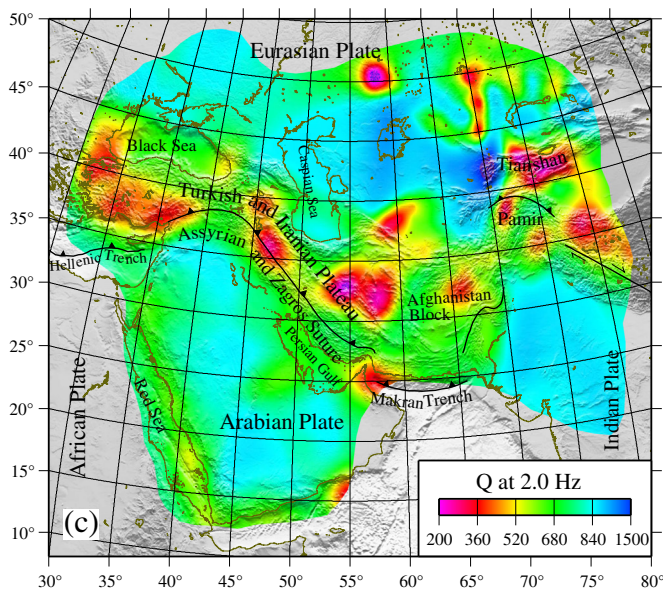 50°
45°
40°
35°
30°
25°
20°
15°
10°
30°
35°
40°
45°
50°
55°
60°
65°
70°
75°
80°
Eurasian Plate
Black Sea
Caspian Sea
Tianshan
Turkish and Iranian Plateau
Pamir
Assyrian and Zagros Suture
Hellenic Trench
Afghanistan
Block
Persian Gulf
Makran Trench
Arabian Plate
Red Sea
African Plate
Indian Plate
(c)
Q at 2.0 Hz
200 360 520 680 840 1500